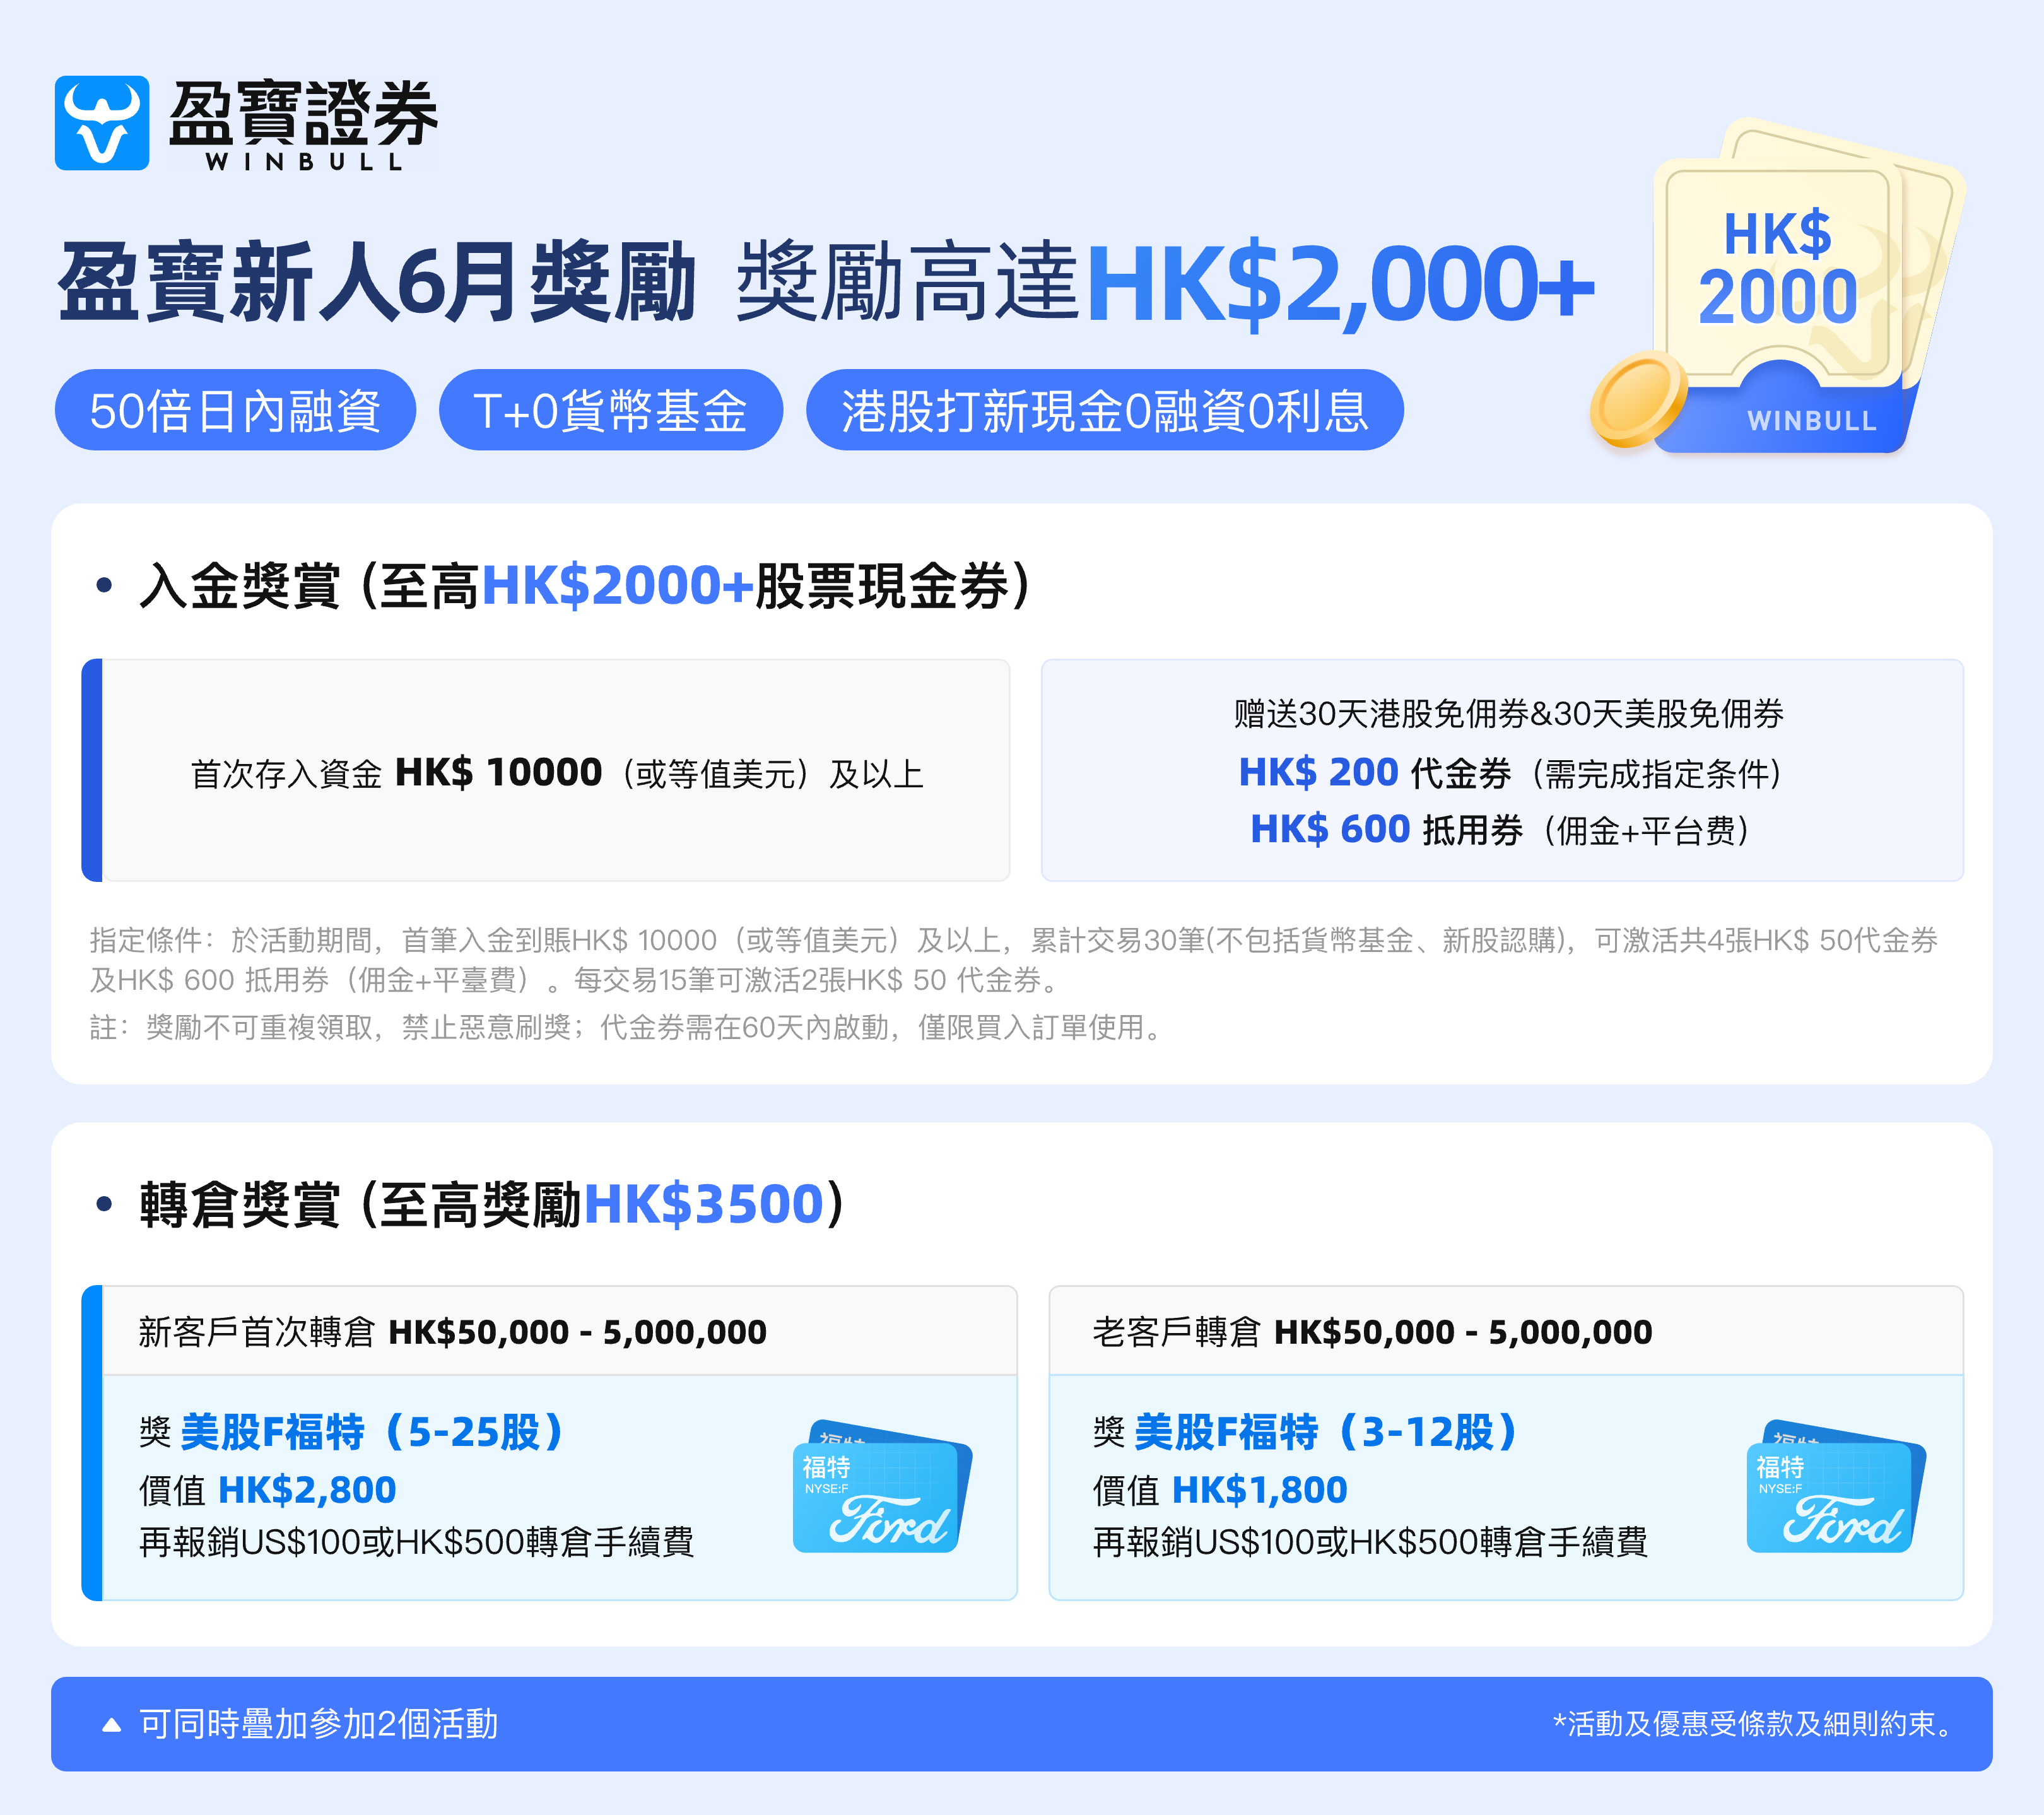 盈寶證券
WINBULL
盈寶新人6月獎勵 獎勵高達HK$2,000+
HK$
2000
WINBULL
50倍日內融資
T+0貨幣基金
港股打新現金0融資0利息
• 入金獎賞 (至高HK$2000+股票現金券)
首次存入資金 HK$ 10000（或等值美元）及以上
赠送30天港股免佣券&30天美股免佣券
HK$ 200 代金券（需完成指定条件）
HK$ 600 抵用券（佣金+平台费）
指定條件：於活動期間，首筆入金到賬HK$ 10000（或等值美元）及以上，累計交易30筆(不包括貨幣基金、新股認購)，可激活共4張HK$ 50代金券
及HK$ 600 抵用券（佣金+平臺費）。每交易15筆可激活2張HK$ 50 代金券。
註：獎勵不可重複領取，禁止惡意刷獎；代金券需在60天內啟動，僅限買入訂單使用。
• 轉倉獎賞 (至高獎勵HK$3500)
新客戶首次轉倉 HK$50,000 - 5,000,000
獎 美股F福特（5-25股）
價值 HK$2,800
再報銷US$100或HK$500轉倉手續費
福特
福特
NYSE:F
Ford
老客戶轉倉 HK$50,000 - 5,000,000
獎 美股F福特（3-12股）
價值 HK$1,800
再報銷US$100或HK$500轉倉手續費
福特
福特
NYSE:F
Ford
可同時疊加參加2個活動
*活動及優惠受條款及細則約束。